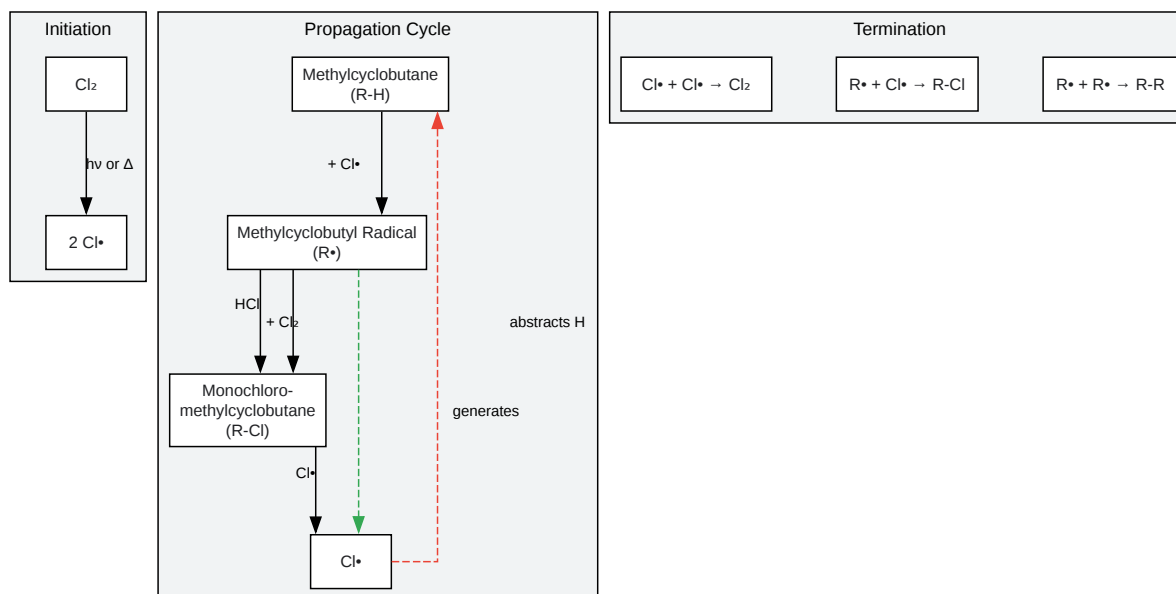 Initiation
Cl₂
hν or Δ
2 Cl•
Propagation Cycle
Methylcyclobutane
(R-H)
+ Cl•
Methylcyclobutyl Radical
(R•)
HCl
+ Cl₂
abstracts H
Monochloro-
methylcyclobutane
(R-Cl)
generates
Cl•
Cl•
Termination
Cl• + Cl• → Cl₂
R• + Cl• → R-Cl
R• + R• → R-R